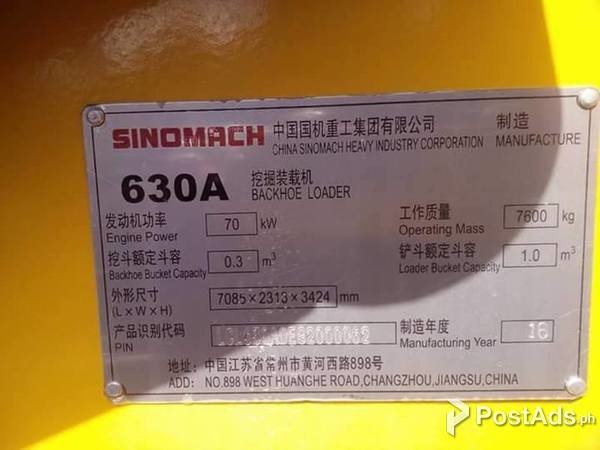 SINOMACH 中国国机重工集团有限公司 制造
CHINA SINOMACH HEAVY INDUSTRY CORPORATION MANUFACTURE
630A 挖掘装载机
BACKHOE LOADER
发动机功率 70 kW 工作质量 7600 kg
Engine Power Operating Mass
挖斗额定斗容 0.3 m³ 铲斗额定斗容 1.0 m³
Backhoe Bucket Capacity Loader Bucket Capacity
外形尺寸 7085×2313×3424 mm
(L×W×H)
产品识别代码 制造年度 16
PIN Manufacturing Year
地址: 中国江苏省常州市黄河西路898号
ADD: NO.898 WEST HUANGHE ROAD,CHANGZHOU,JIANGSU,CHINA
PostAds.ph